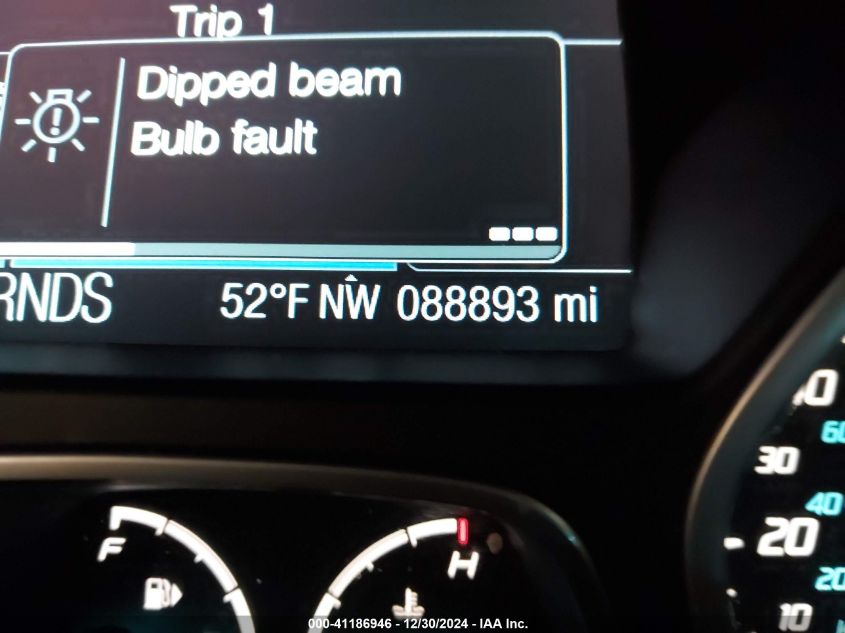 Trip 1
Dipped beam
Bulb fault
RNDS 52°F NW 088893 mi
30
60
40
20
20
10
F
H
000-41186946 - 12/30/2024 - IAA Inc.